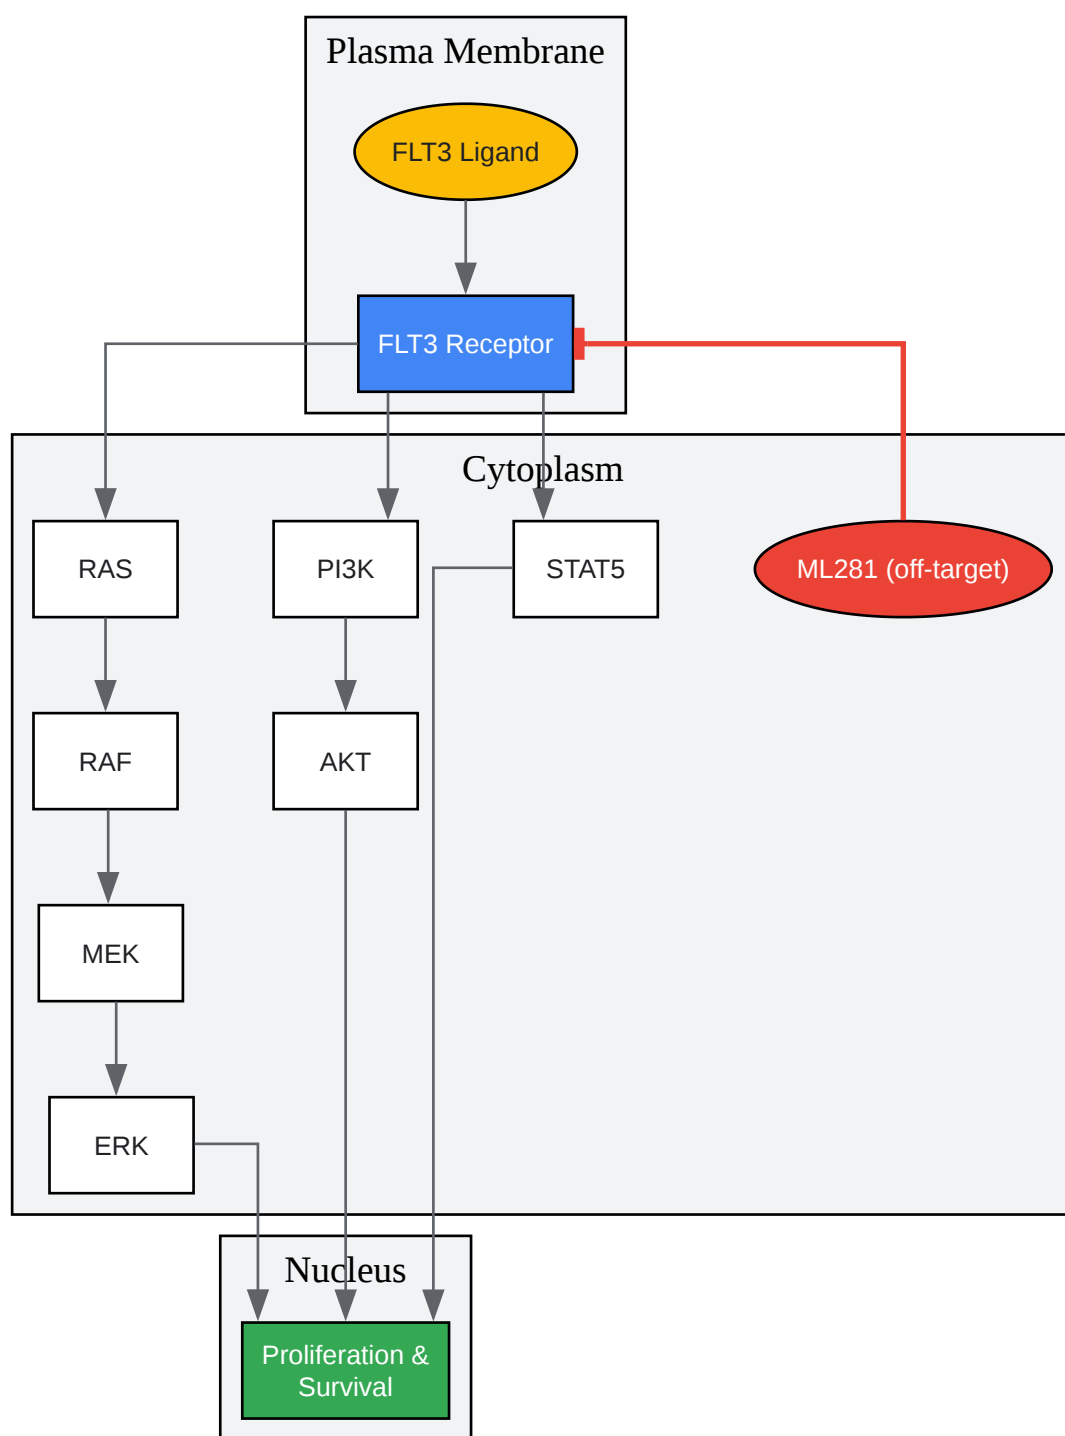 Plasma Membrane
FLT3 Ligand
FLT3 Receptor
Cytoplasm
RAS
PI3K
STAT5
ML281 (off-target)
RAF
AKT
MEK
ERK
Nucleus
Proliferation &
Survival